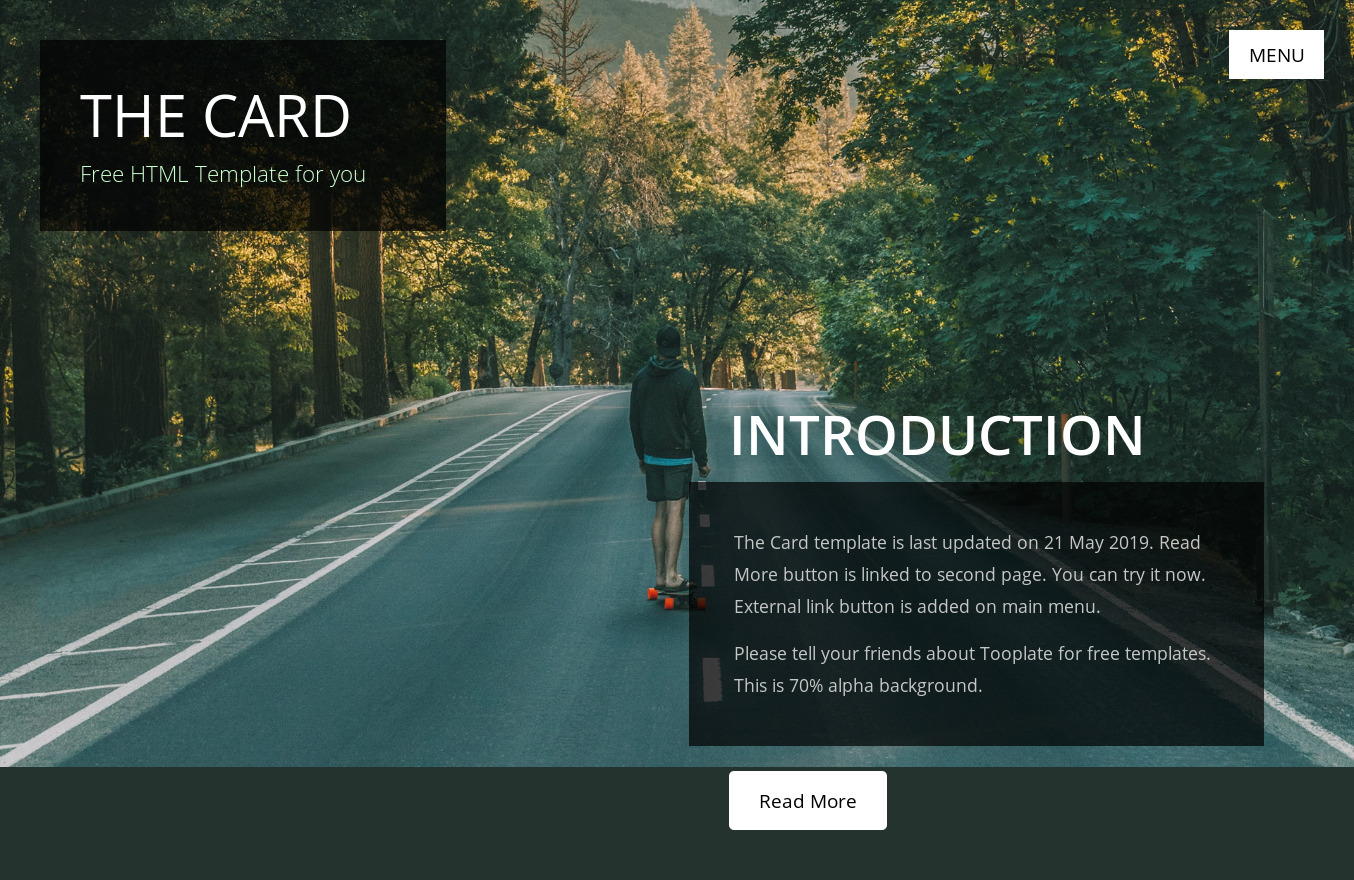 THE CARD
Free HTML Template for you
MENU
INTRODUCTION
The Card template is last updated on 21 May 2019. Read
More button is linked to second page. You can try it now.
External link button is added on main menu.
Please tell your friends about Tooplate for free templates.
This is 70% alpha background.
Read More